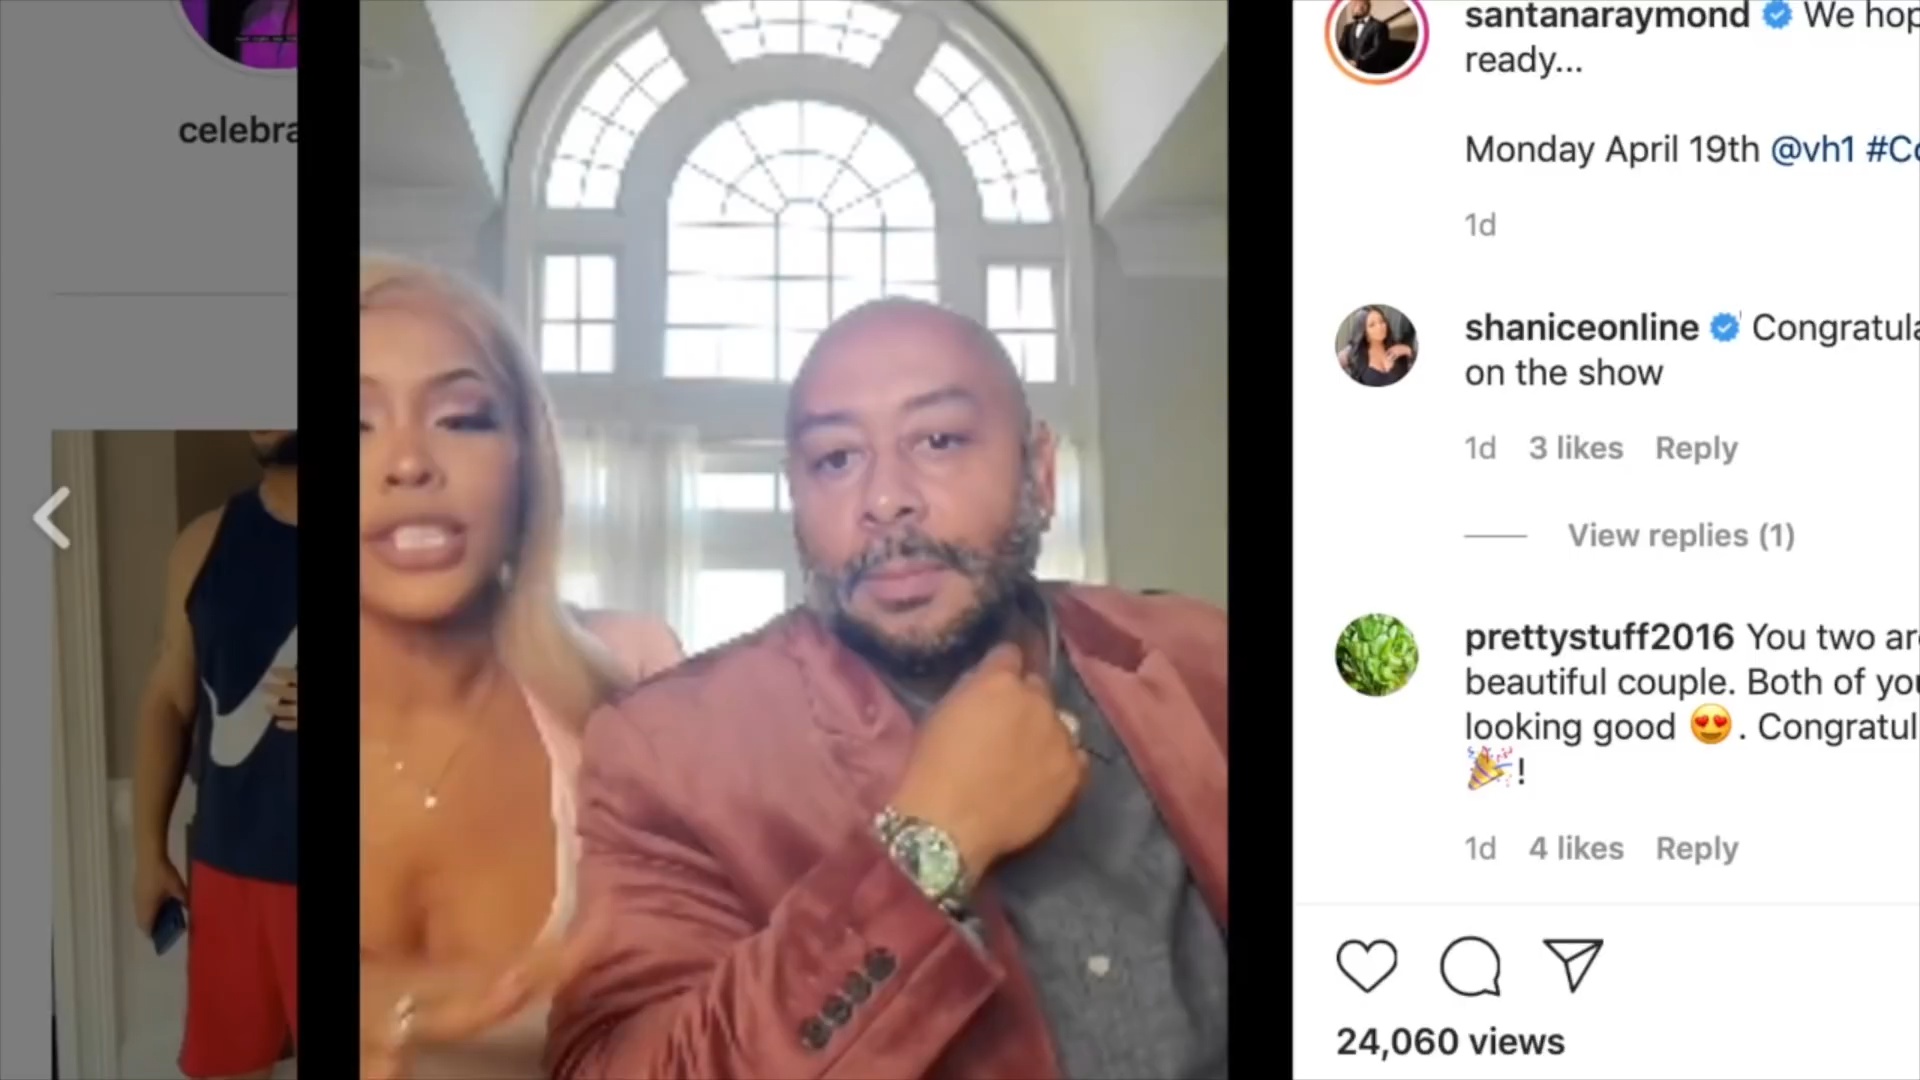 celebra
santanaraymond We hop
ready...
Monday April 19th @vh1 #Co
1d
shaniceonline Congratula
on the show
1d 3 likes Reply
View replies (1)
prettystuff2016 You two are
beautiful couple. Both of you
looking good 😍. Congratul
🎉!
1d 4 likes Reply
24,060 views